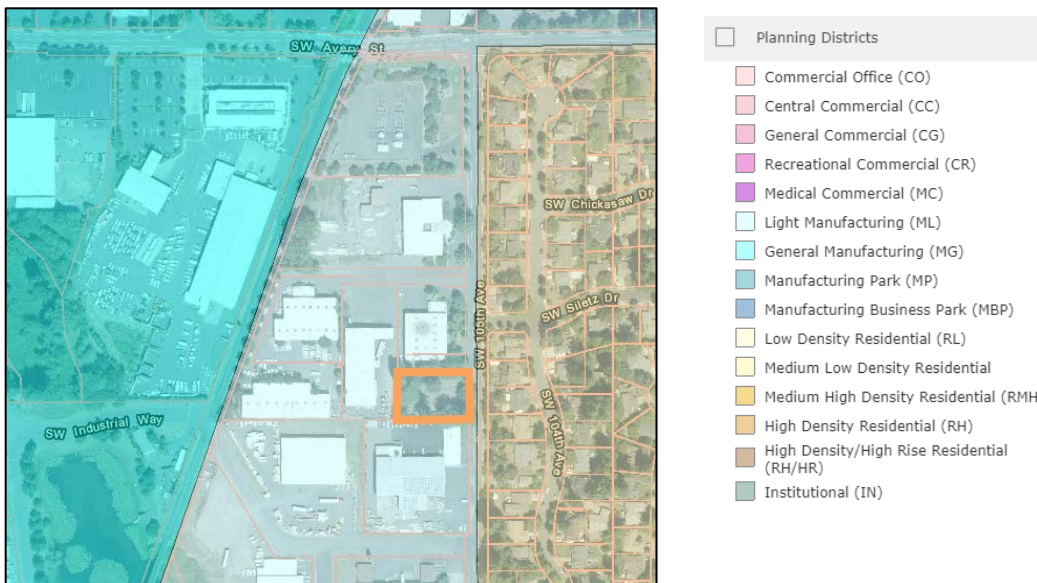 SW Avery St
SW Chickasaw Dr
SW 105th Ave
SW Siletz Dr
SW 104th Ave
SW Industrial Way
Planning Districts
Commercial Office (CO)
Central Commercial (CC)
General Commercial (CG)
Recreational Commercial (CR)
Medical Commercial (MC)
Light Manufacturing (ML)
General Manufacturing (MG)
Manufacturing Park (MP)
Manufacturing Business Park (MBP)
Low Density Residential (RL)
Medium Low Density Residential
Medium High Density Residential (RMH
High Density Residential (RH)
High Density/High Rise Residential
(RH/HR)
Institutional (IN)